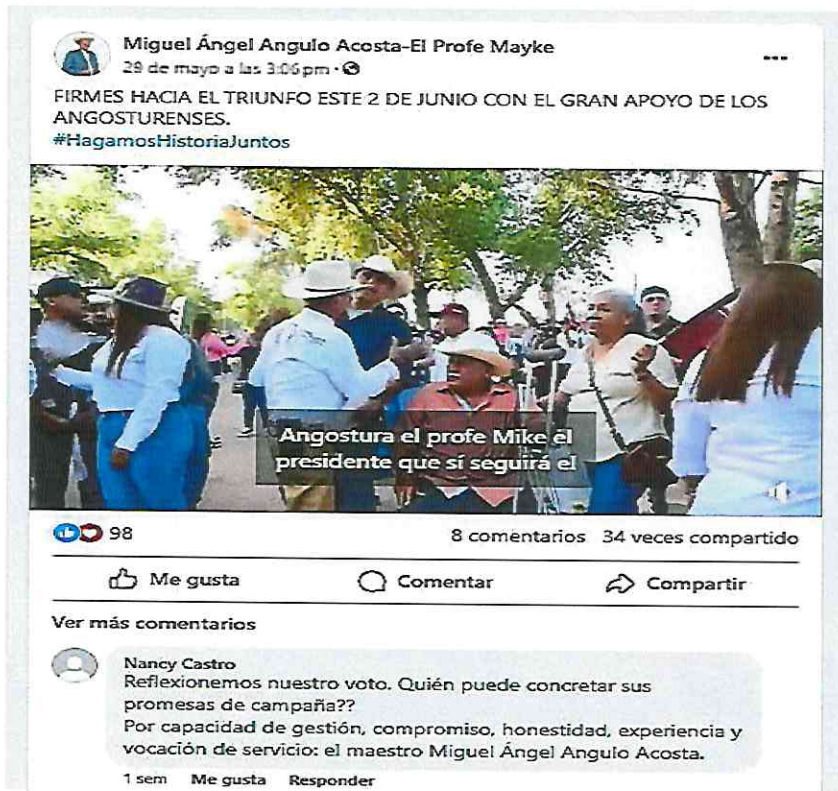 Miguel Ángel Angulo Acosta-El Profe Mayke
29 de mayo a las 3:06 pm ·
FIRMES HACIA EL TRIUNFO ESTE 2 DE JUNIO CON EL GRAN APOYO DE LOS
ANGOSTURENSES.
#HagamosHistoriaJuntos
Angostura el profe Mike el
presidente que sí seguirá el
98
8 comentarios 34 veces compartido
Me gusta Comentar Compartir
Ver más comentarios
Nancy Castro
Reflexionemos nuestro voto. Quién puede concretar sus
promesas de campaña??
Por capacidad de gestión, compromiso, honestidad, experiencia y
vocación de servicio: el maestro Miguel Ángel Angulo Acosta.
1 sem Me gusta Responder